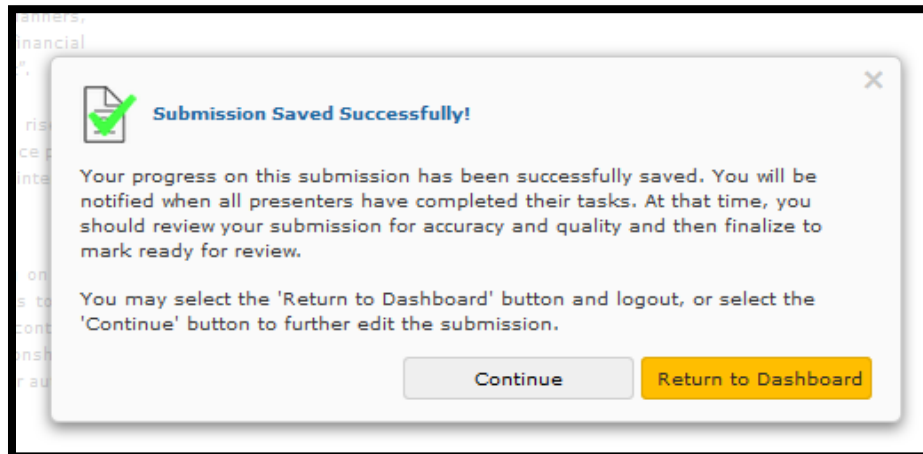 financial
Submission Saved Successfully!
Your progress on this submission has been successfully saved. You will be
notified when all presenters have completed their tasks. At that time, you
should review your submission for accuracy and quality and then finalize to
mark ready for review.
on
You may select the 'Return to Dashboard' button and logout, or select the
'Continue' button to further edit the submission.
Continue
Return to Dashboard